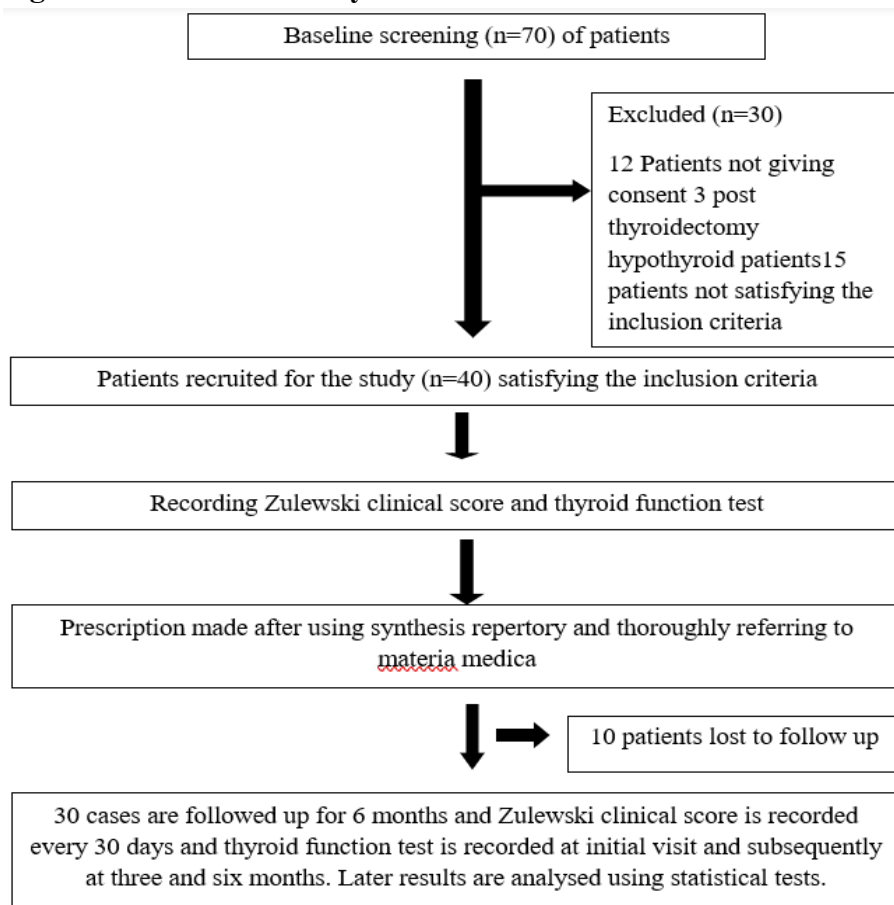 Baseline screening (n=70) of patients
Excluded (n=30)
12 Patients not giving
consent 3 post
thyroidectomy
hypothyroid patients15
patients not satisfying the
inclusion criteria
Patients recruited for the study (n=40) satisfying the inclusion criteria
Recording Zulewski clinical score and thyroid function test
Prescription made after using synthesis repertory and thoroughly referring to
materia medica
10 patients lost to follow up
30 cases are followed up for 6 months and Zulewski clinical score is recorded
every 30 days and thyroid function test is recorded at initial visit and subsequently
at three and six months. Later results are analysed using statistical tests.